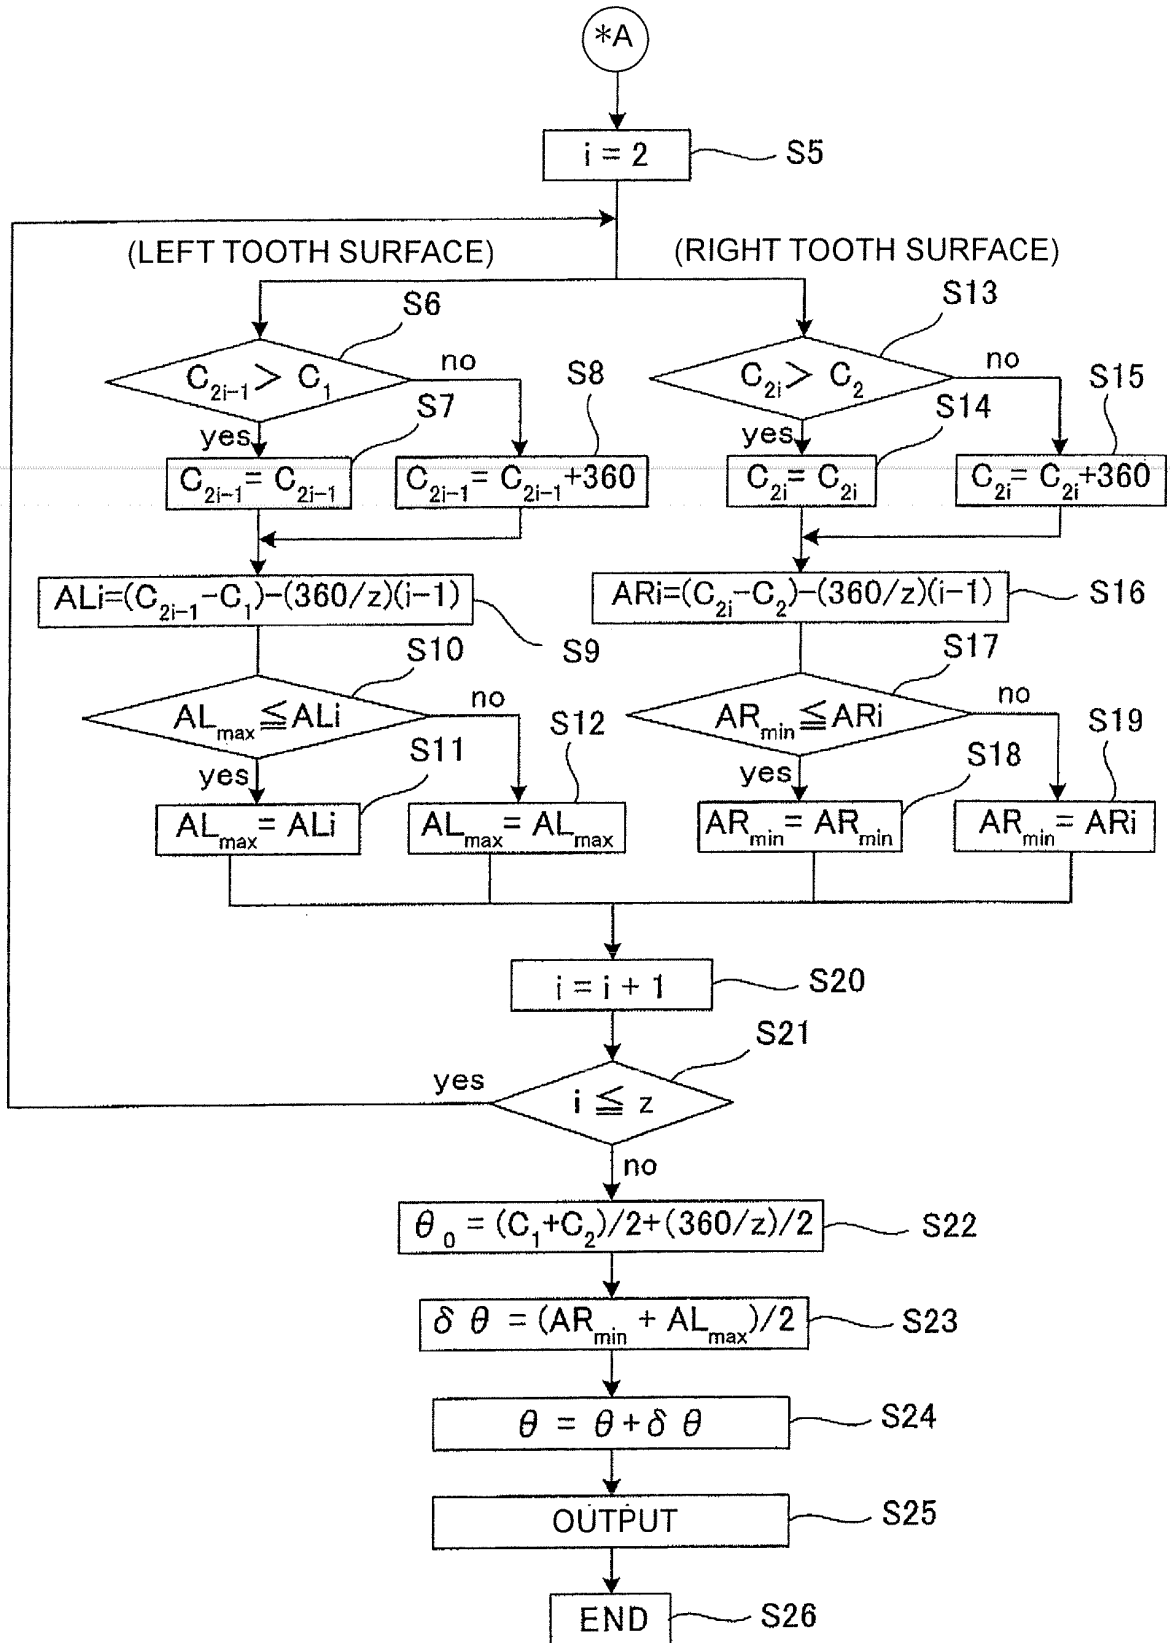 *A
i = 2
S5
(LEFT TOOTH SURFACE)
(RIGHT TOOTH SURFACE)
S6
C₂ᵢ₋₁ > C₁
no
yes
S7
C₂ᵢ₋₁ = C₂ᵢ₋₁
S8
C₂ᵢ₋₁ = C₂ᵢ₋₁+360
S13
C₂ᵢ > C₂
no
yes
S14
C₂ᵢ = C₂ᵢ
S15
C₂ᵢ = C₂ᵢ+360
ALi=(C₂ᵢ₋₁-C₁)-(360/z)(i-1)
S9
ARi=(C₂ᵢ-C₂)-(360/z)(i-1)
S16
S10
ALmax ≦ ALi
no
yes
S11
ALmax = ALi
S12
ALmax = ALmax
S17
ARmin ≦ ARi
no
yes
S18
ARmin = ARmin
S19
ARmin = ARi
i = i + 1
S20
S21
i ≦ z
yes
no
θ₀ = (C₁+C₂)/2+(360/z)/2
S22
δ θ = (ARmin + ALmax)/2
S23
θ = θ + δ θ
S24
OUTPUT
S25
END
S26